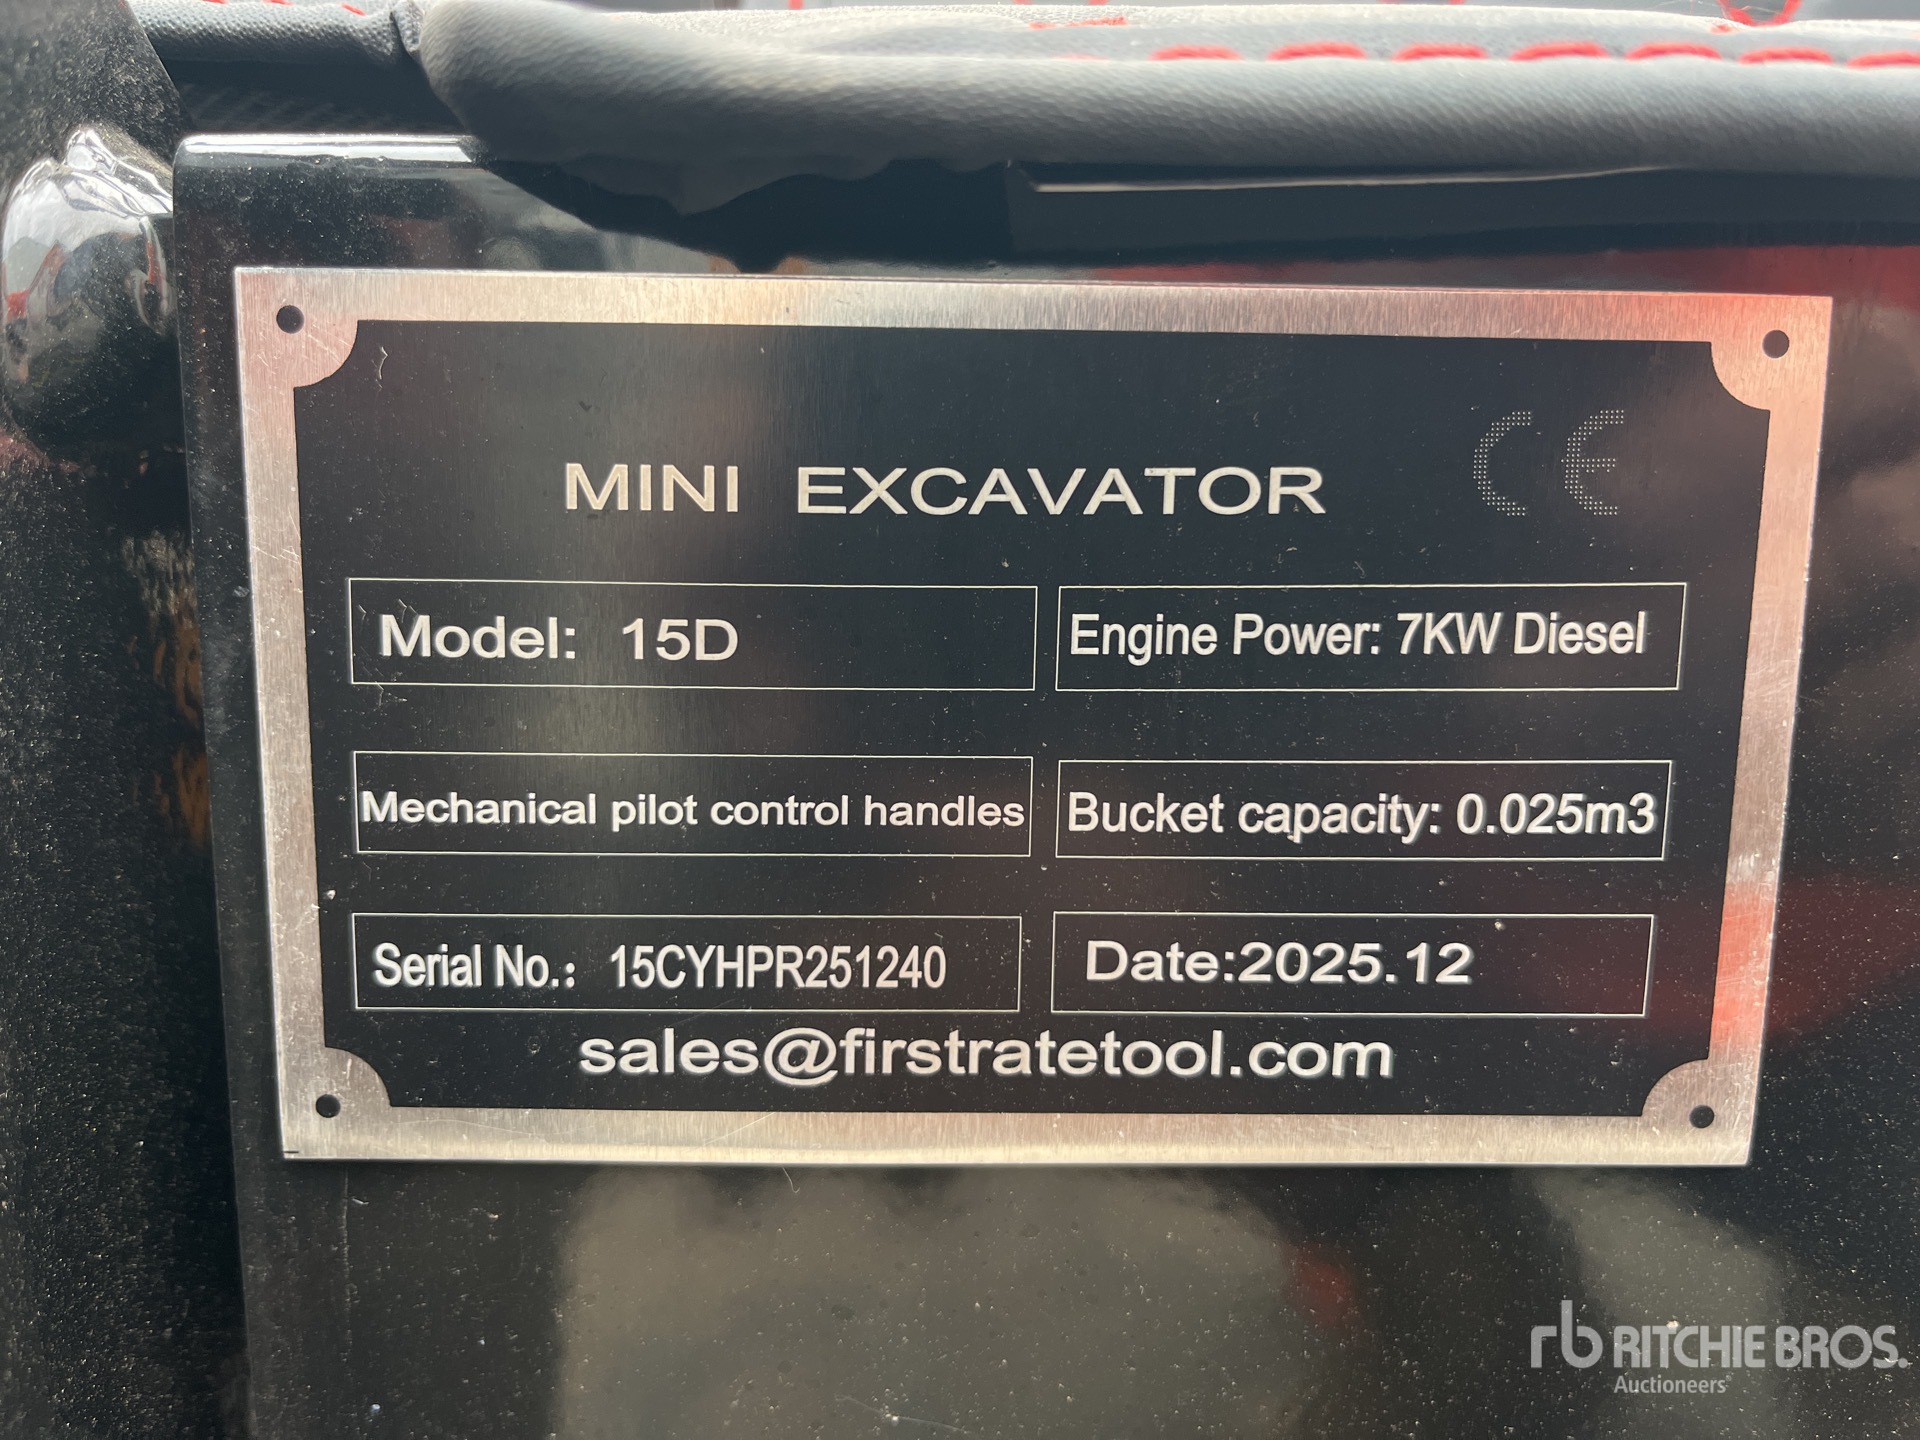 MINI EXCAVATOR CE
Model: 15D
Engine Power: 7KW Diesel
Mechanical pilot control handles
Bucket capacity: 0.025m3
Serial No.: 15CYHPR251240
Date:2025.12
sales@firstratetool.com
rb RITCHIE BROS.
Auctioneers